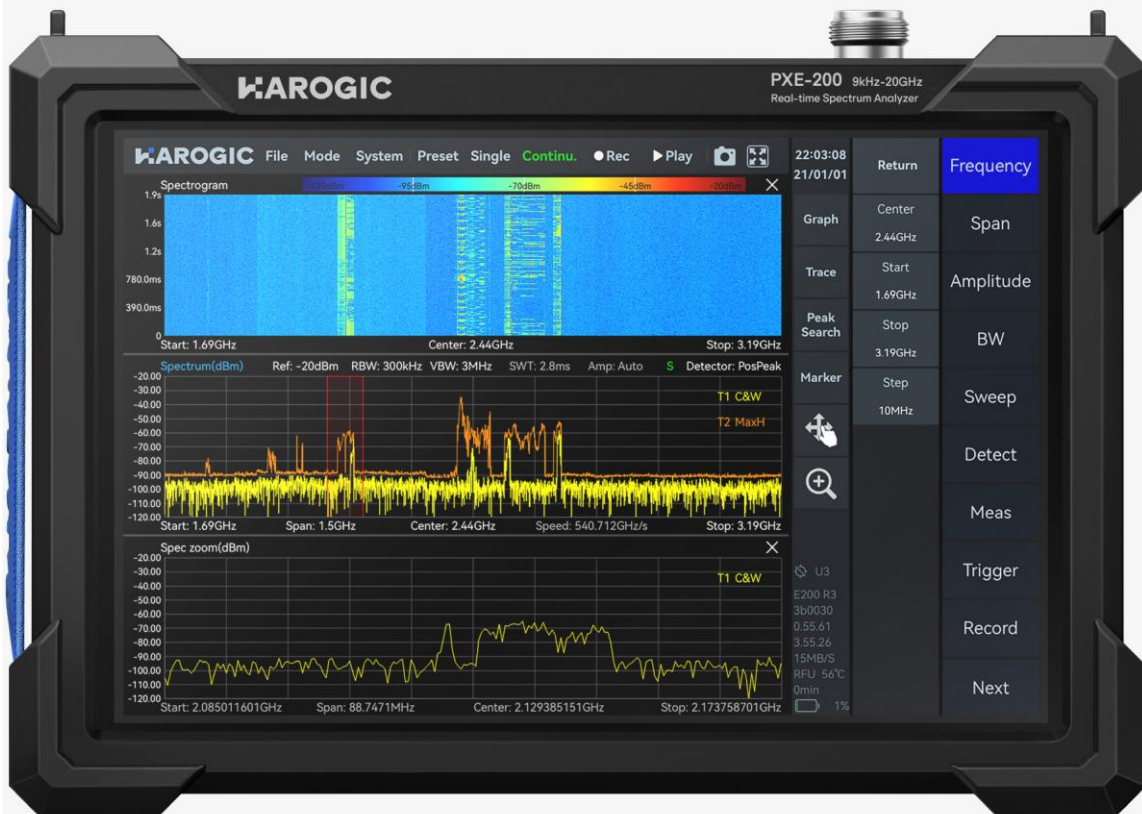 HAROGIC
PXE-200 9kHz-20GHz
Real-time Spectrum Analyzer
HAROGIC File Mode System Preset Single Continu. Rec Play
22:03:08
21/01/01
Return
Frequency
Spectrogram
-120dBm -95dBm -70dBm -45dBm -20dBm
1.9s
1.6s
1.2s
780.0ms
390.0ms
0
Start: 1.69GHz Center: 2.44GHz Stop: 3.19GHz
Spectrum(dBm) Ref: -20dBm RBW: 300kHz VBW: 3MHz SWT: 2.8ms Amp: Auto S Detector: PosPeak
-20.00
-30.00
-40.00
-50.00
-60.00
-70.00
-80.00
-90.00
-100.00
-110.00
-120.00
T1 C&W
T2 MaxH
Start: 1.69GHz Span: 1.5GHz Center: 2.44GHz Speed: 540.712GHz/s Stop: 3.19GHz
Spec zoom(dBm)
-20.00
-30.00
-40.00
-50.00
-60.00
-70.00
-80.00
-90.00
-100.00
-110.00
-120.00
T1 C&W
Start: 2.085011601GHz Span: 88.7471MHz Center: 2.129385151GHz Stop: 2.173758701GHz
Graph
Trace
Peak
Search
Marker
U3
E200 R3
3b0030
0.55.61
3.55.26
15MB/S
RFU 56°C
0min
1%
Center
2.44GHz
Start
1.69GHz
Stop
3.19GHz
Step
10MHz
Span
Amplitude
BW
Sweep
Detect
Meas
Trigger
Record
Next